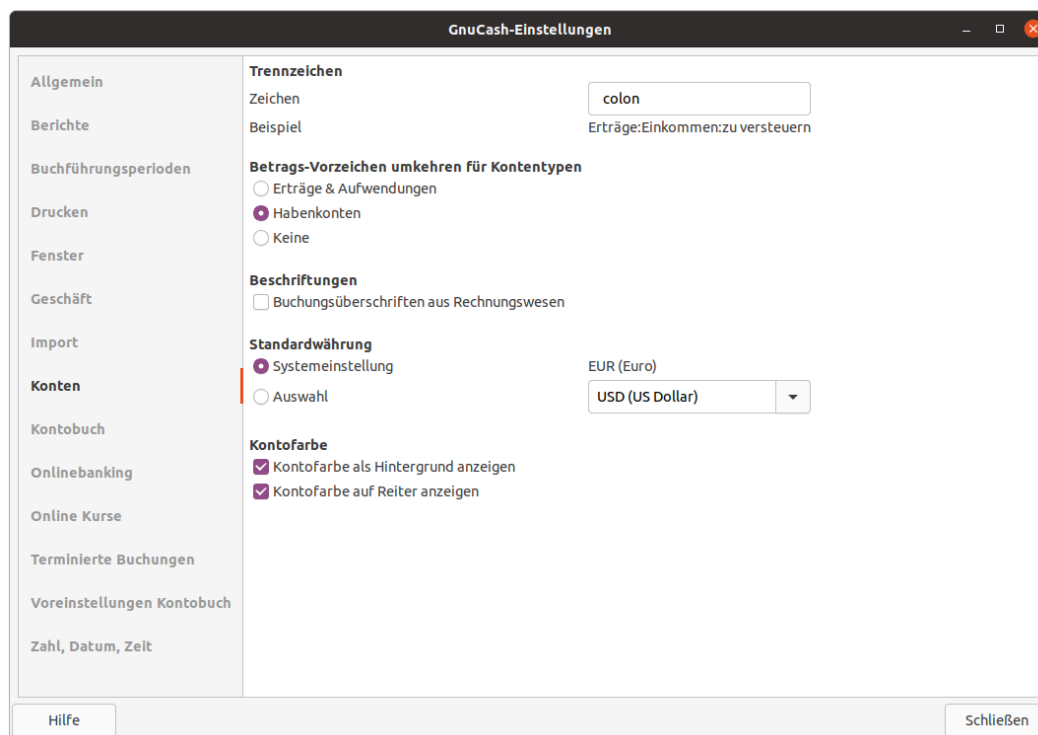 GnuCash-Einstellungen
Allgemein
Berichte
Buchführungsperioden
Drucken
Fenster
Geschäft
Import
Konten
Kontobuch
Onlinebanking
Online Kurse
Terminierte Buchungen
Voreinstellungen Kontobuch
Zahl, Datum, Zeit
Trennzeichen
Zeichen colon
Beispiel Erträge:Einkommen:zu versteuern
Betrags-Vorzeichen umkehren für Kontentypen
Erträge & Aufwendungen
Habenkonten
Keine
Beschriftungen
Buchungsüberschriften aus Rechnungswesen
Standardwährung
Systemeinstellung EUR (Euro)
Auswahl USD (US Dollar)
Kontofarbe
Kontofarbe als Hintergrund anzeigen
Kontofarbe auf Reiter anzeigen
Hilfe Schließen